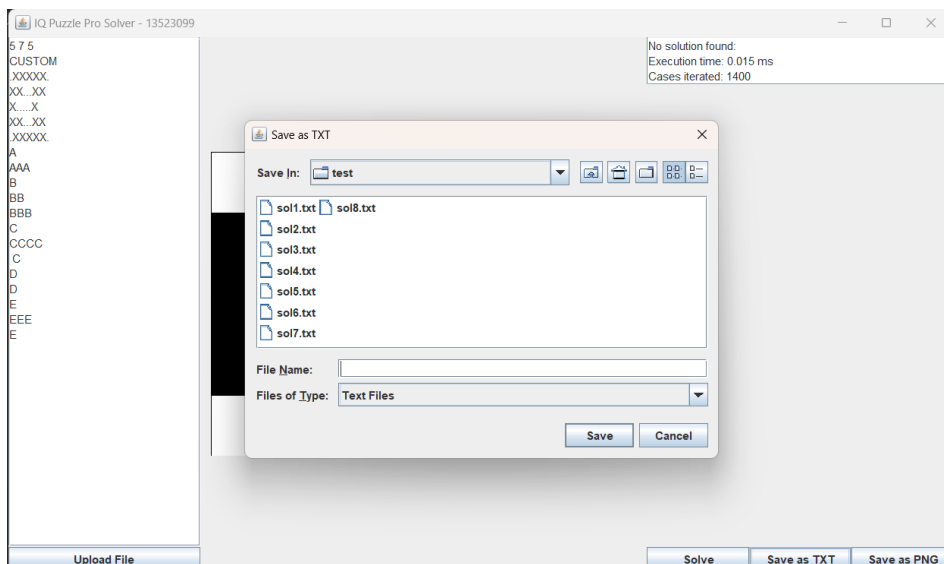 IQ Puzzle Pro Solver - 13523099
5 7 5
CUSTOM
.XXXXX.
XX...XX
X.....X
XX...XX
.XXXXX.
A
AAA
B
BB
BBB
C
CCCC
 C
D
D
E
EEE
E
Upload File
No solution found:
Execution time: 0.015 ms
Cases iterated: 1400
Save as TXT
Save In: test
sol1.txt sol8.txt
sol2.txt
sol3.txt
sol4.txt
sol5.txt
sol6.txt
sol7.txt
File Name:
Files of Type: Text Files
Save Cancel
Solve Save as TXT Save as PNG